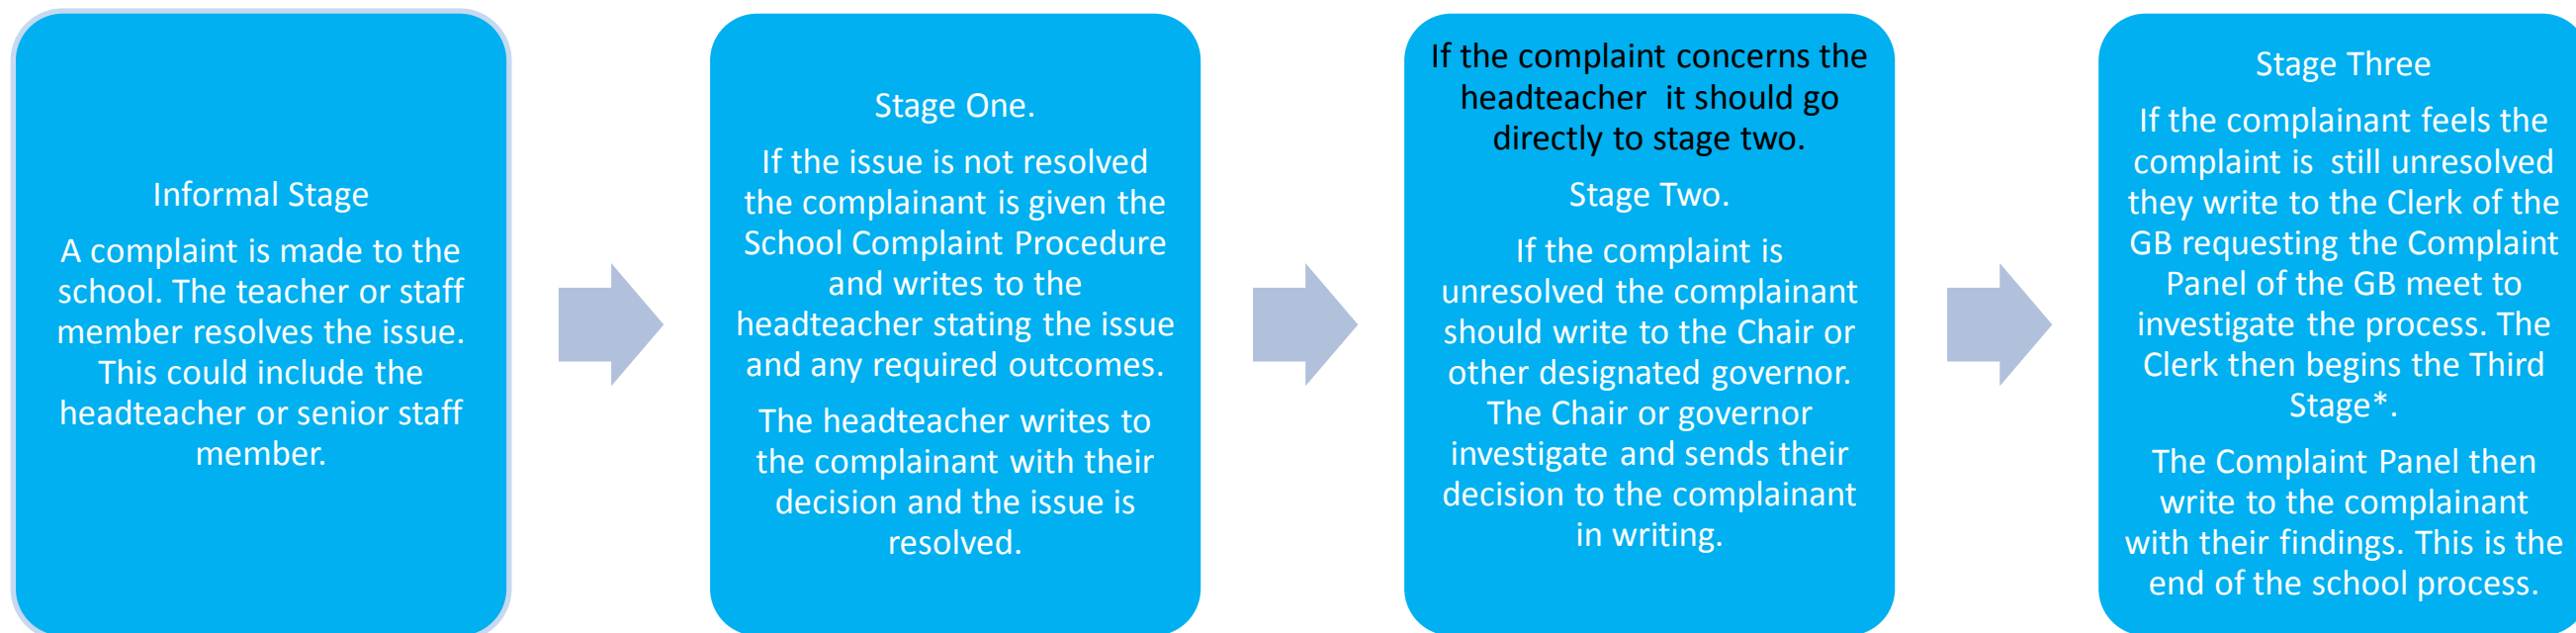 Informal Stage
A complaint is made to the
school. The teacher or staff
member resolves the issue.
This could include the
headteacher or senior staff
member.
Stage One.
If the issue is not resolved
the complainant is given the
School Complaint Procedure
and writes to the
headteacher stating the issue
and any required outcomes.
The headteacher writes to
the complainant with their
decision and the issue is
resolved.
If the complaint concerns the
headteacher it should go
directly to stage two.
Stage Two.
If the complaint is
unresolved the complainant
should write to the Chair or
other designated governor.
The Chair or governor
investigate and sends their
decision to the complainant
in writing.
Stage Three
If the complainant feels the
complaint is still unresolved
they write to the Clerk of the
GB requesting the Complaint
Panel of the GB meet to
investigate the process. The
Clerk then begins the Third
Stage*.
The Complaint Panel then
write to the complainant
with their findings. This is the
end of the school process.